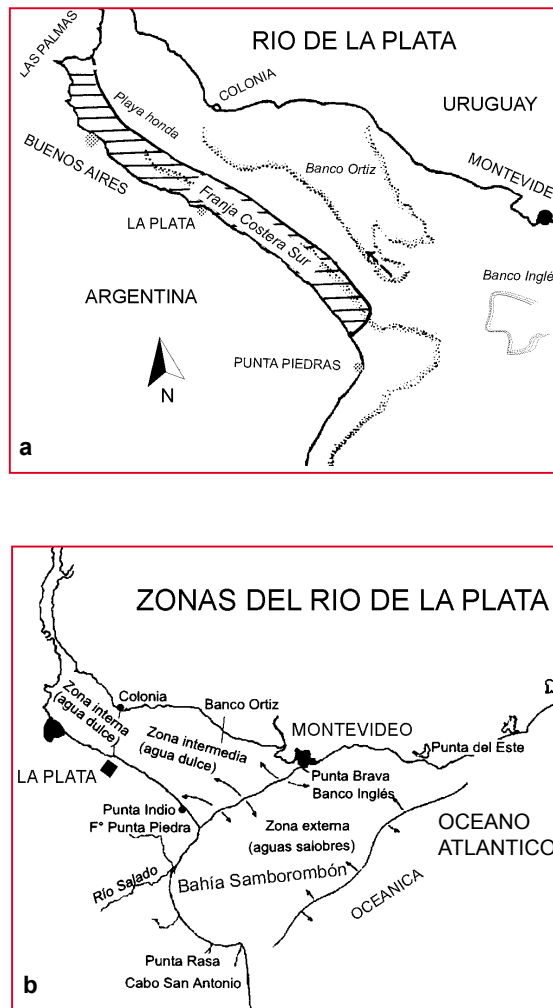 RIO DE LA PLATA
LAS PALMAS
COLONIA
URUGUAY
Playa honda
MONTEVIDE
BUENOS AIRES
Banco Ortiz
Franja Costera Sur
LA PLATA
Banco Inglé
ARGENTINA
PUNTA PIEDRAS
N
a
ZONAS DEL RIO DE LA PLATA
Zona interna
(agua dulce)
Colonia
Banco Ortiz
Zona intermedia
(agua dulce)
MONTEVIDEO
Punta del Este
LA PLATA
Punta Brava
Banco Inglés
Punta Indio
F° Punta Piedra
Zona externa
(aguas salobres)
OCEANO
ATLANTICO
Río Salado
Bahía Samborombón
OCEANICA
Punta Rasa
Cabo San Antonio
b